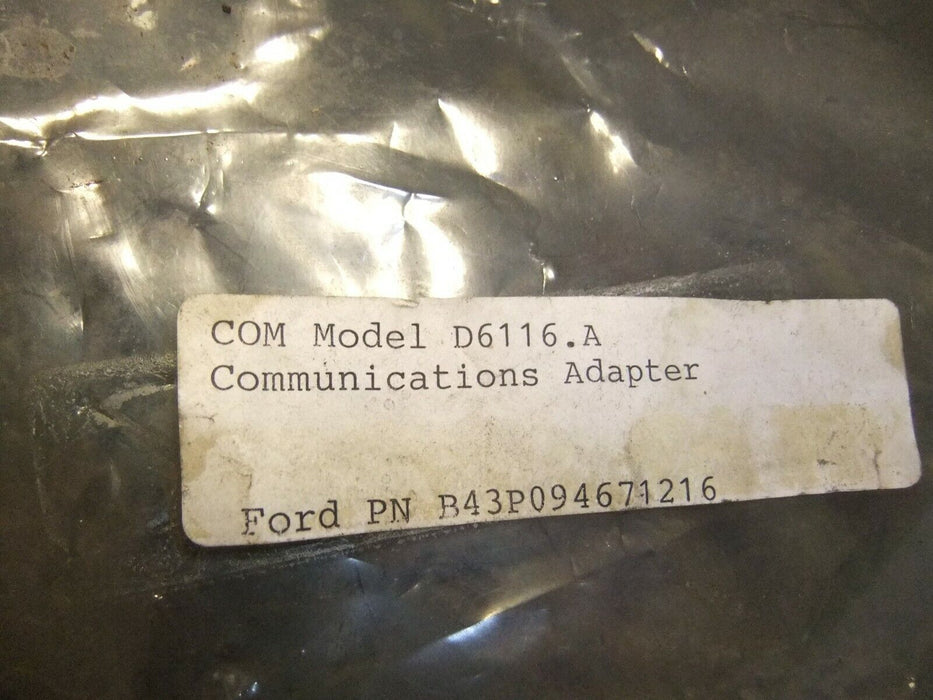 COM Model D6116.A
Communications Adapter
Ford PN B43P094671216